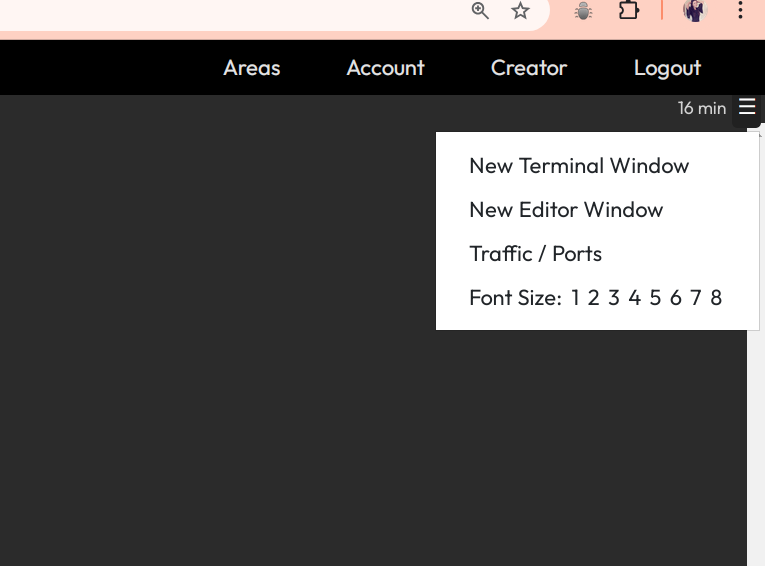 Areas Account Creator Logout
16 min
New Terminal Window
New Editor Window
Traffic / Ports
Font Size: 1 2 3 4 5 6 7 8